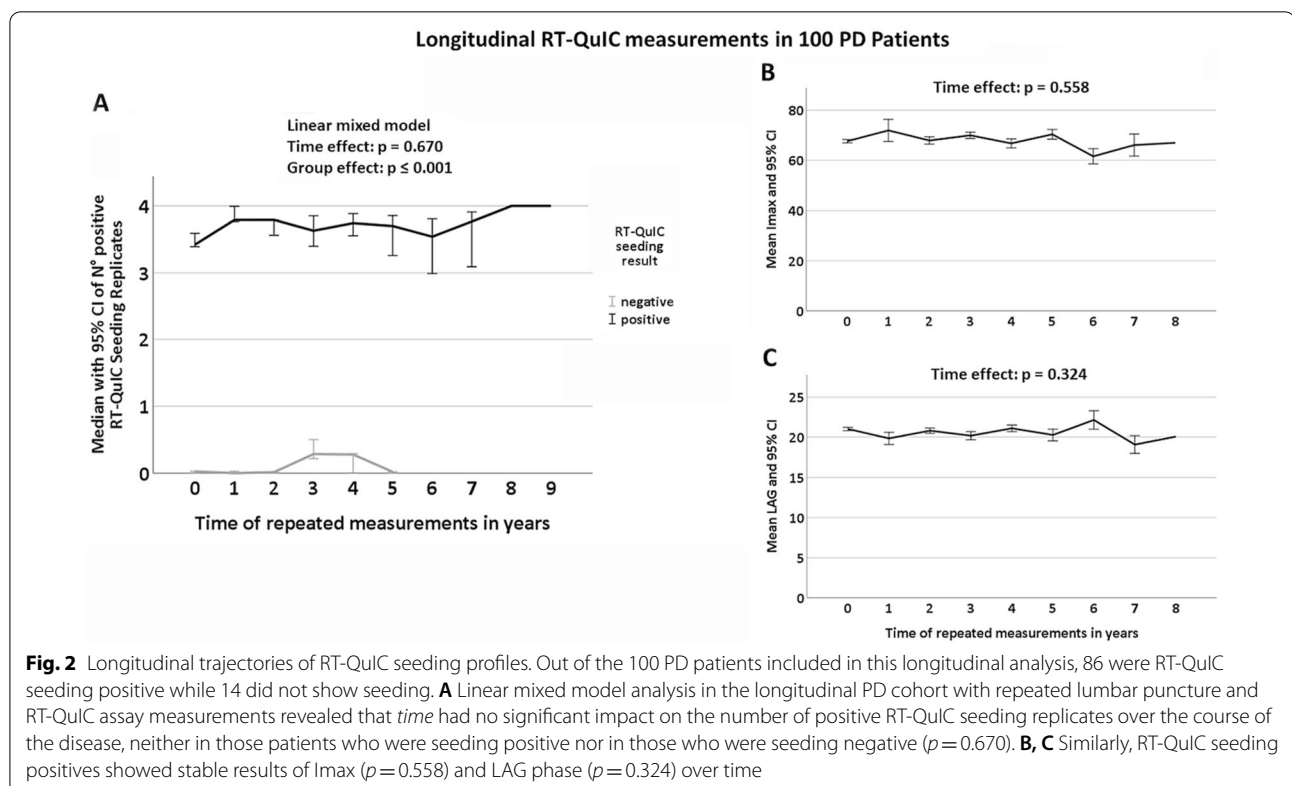 Longitudinal RT-QuIC measurements in 100 PD Patients
A
Linear mixed model
Time effect: p = 0.670
Group effect: p ≤ 0.001
Median with 95% CI of N° positive
RT-QuIC Seeding Replicates
4
3
2
1
0
0 1 2 3 4 5 6 7 8 9
Time of repeated measurements in years
RT-QuIC
seeding
result
negative
positive
B
Time effect: p = 0.558
Mean Imax and 95% CI
80
60
40
20
0
0 1 2 3 4 5 6 7 8
C
Time effect: p = 0.324
Mean LAG and 95% CI
25
20
15
10
5
0
0 1 2 3 4 5 6 7 8
Time of repeated measurements in years
Fig. 2 Longitudinal trajectories of RT-QuIC seeding profiles. Out of the 100 PD patients included in this longitudinal analysis, 86 were RT-QuIC
seeding positive while 14 did not show seeding. A Linear mixed model analysis in the longitudinal PD cohort with repeated lumbar puncture and
RT-QuIC assay measurements revealed that time had no significant impact on the number of positive RT-QuIC seeding replicates over the course of
the disease, neither in those patients who were seeding positive nor in those who were seeding negative (p = 0.670). B, C Similarly, RT-QuIC seeding
positives showed stable results of Imax (p = 0.558) and LAG phase (p = 0.324) over time